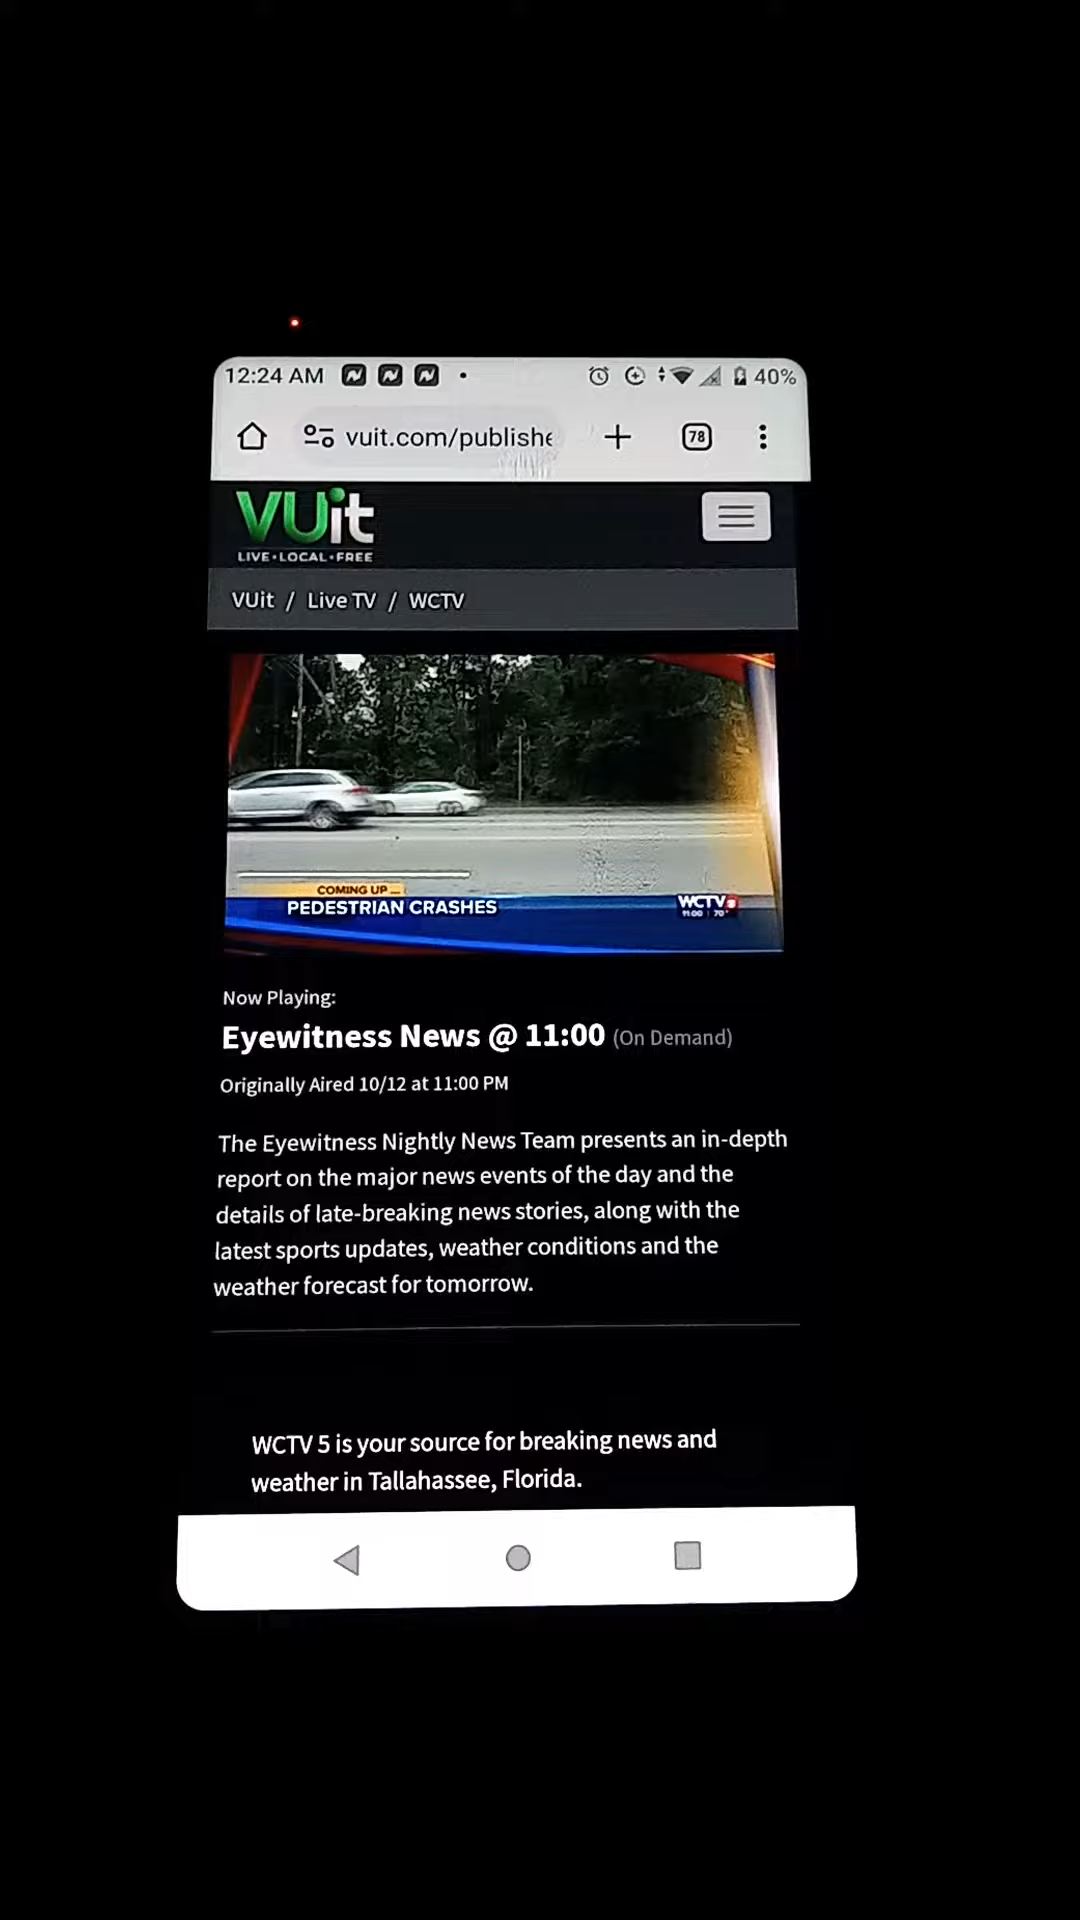 12:24 AM
40%
vuit.com/publishe
78
VUit
LIVE•LOCAL•FREE
VUit / Live TV / WCTV
COMING UP...
PEDESTRIAN CRASHES
WCTV5
11:00 70°
Now Playing:
Eyewitness News @ 11:00 (On Demand)
Originally Aired 10/12 at 11:00 PM
The Eyewitness Nightly News Team presents an in-depth
report on the major news events of the day and the
details of late-breaking news stories, along with the
latest sports updates, weather conditions and the
weather forecast for tomorrow.
WCTV 5 is your source for breaking news and
weather in Tallahassee, Florida.